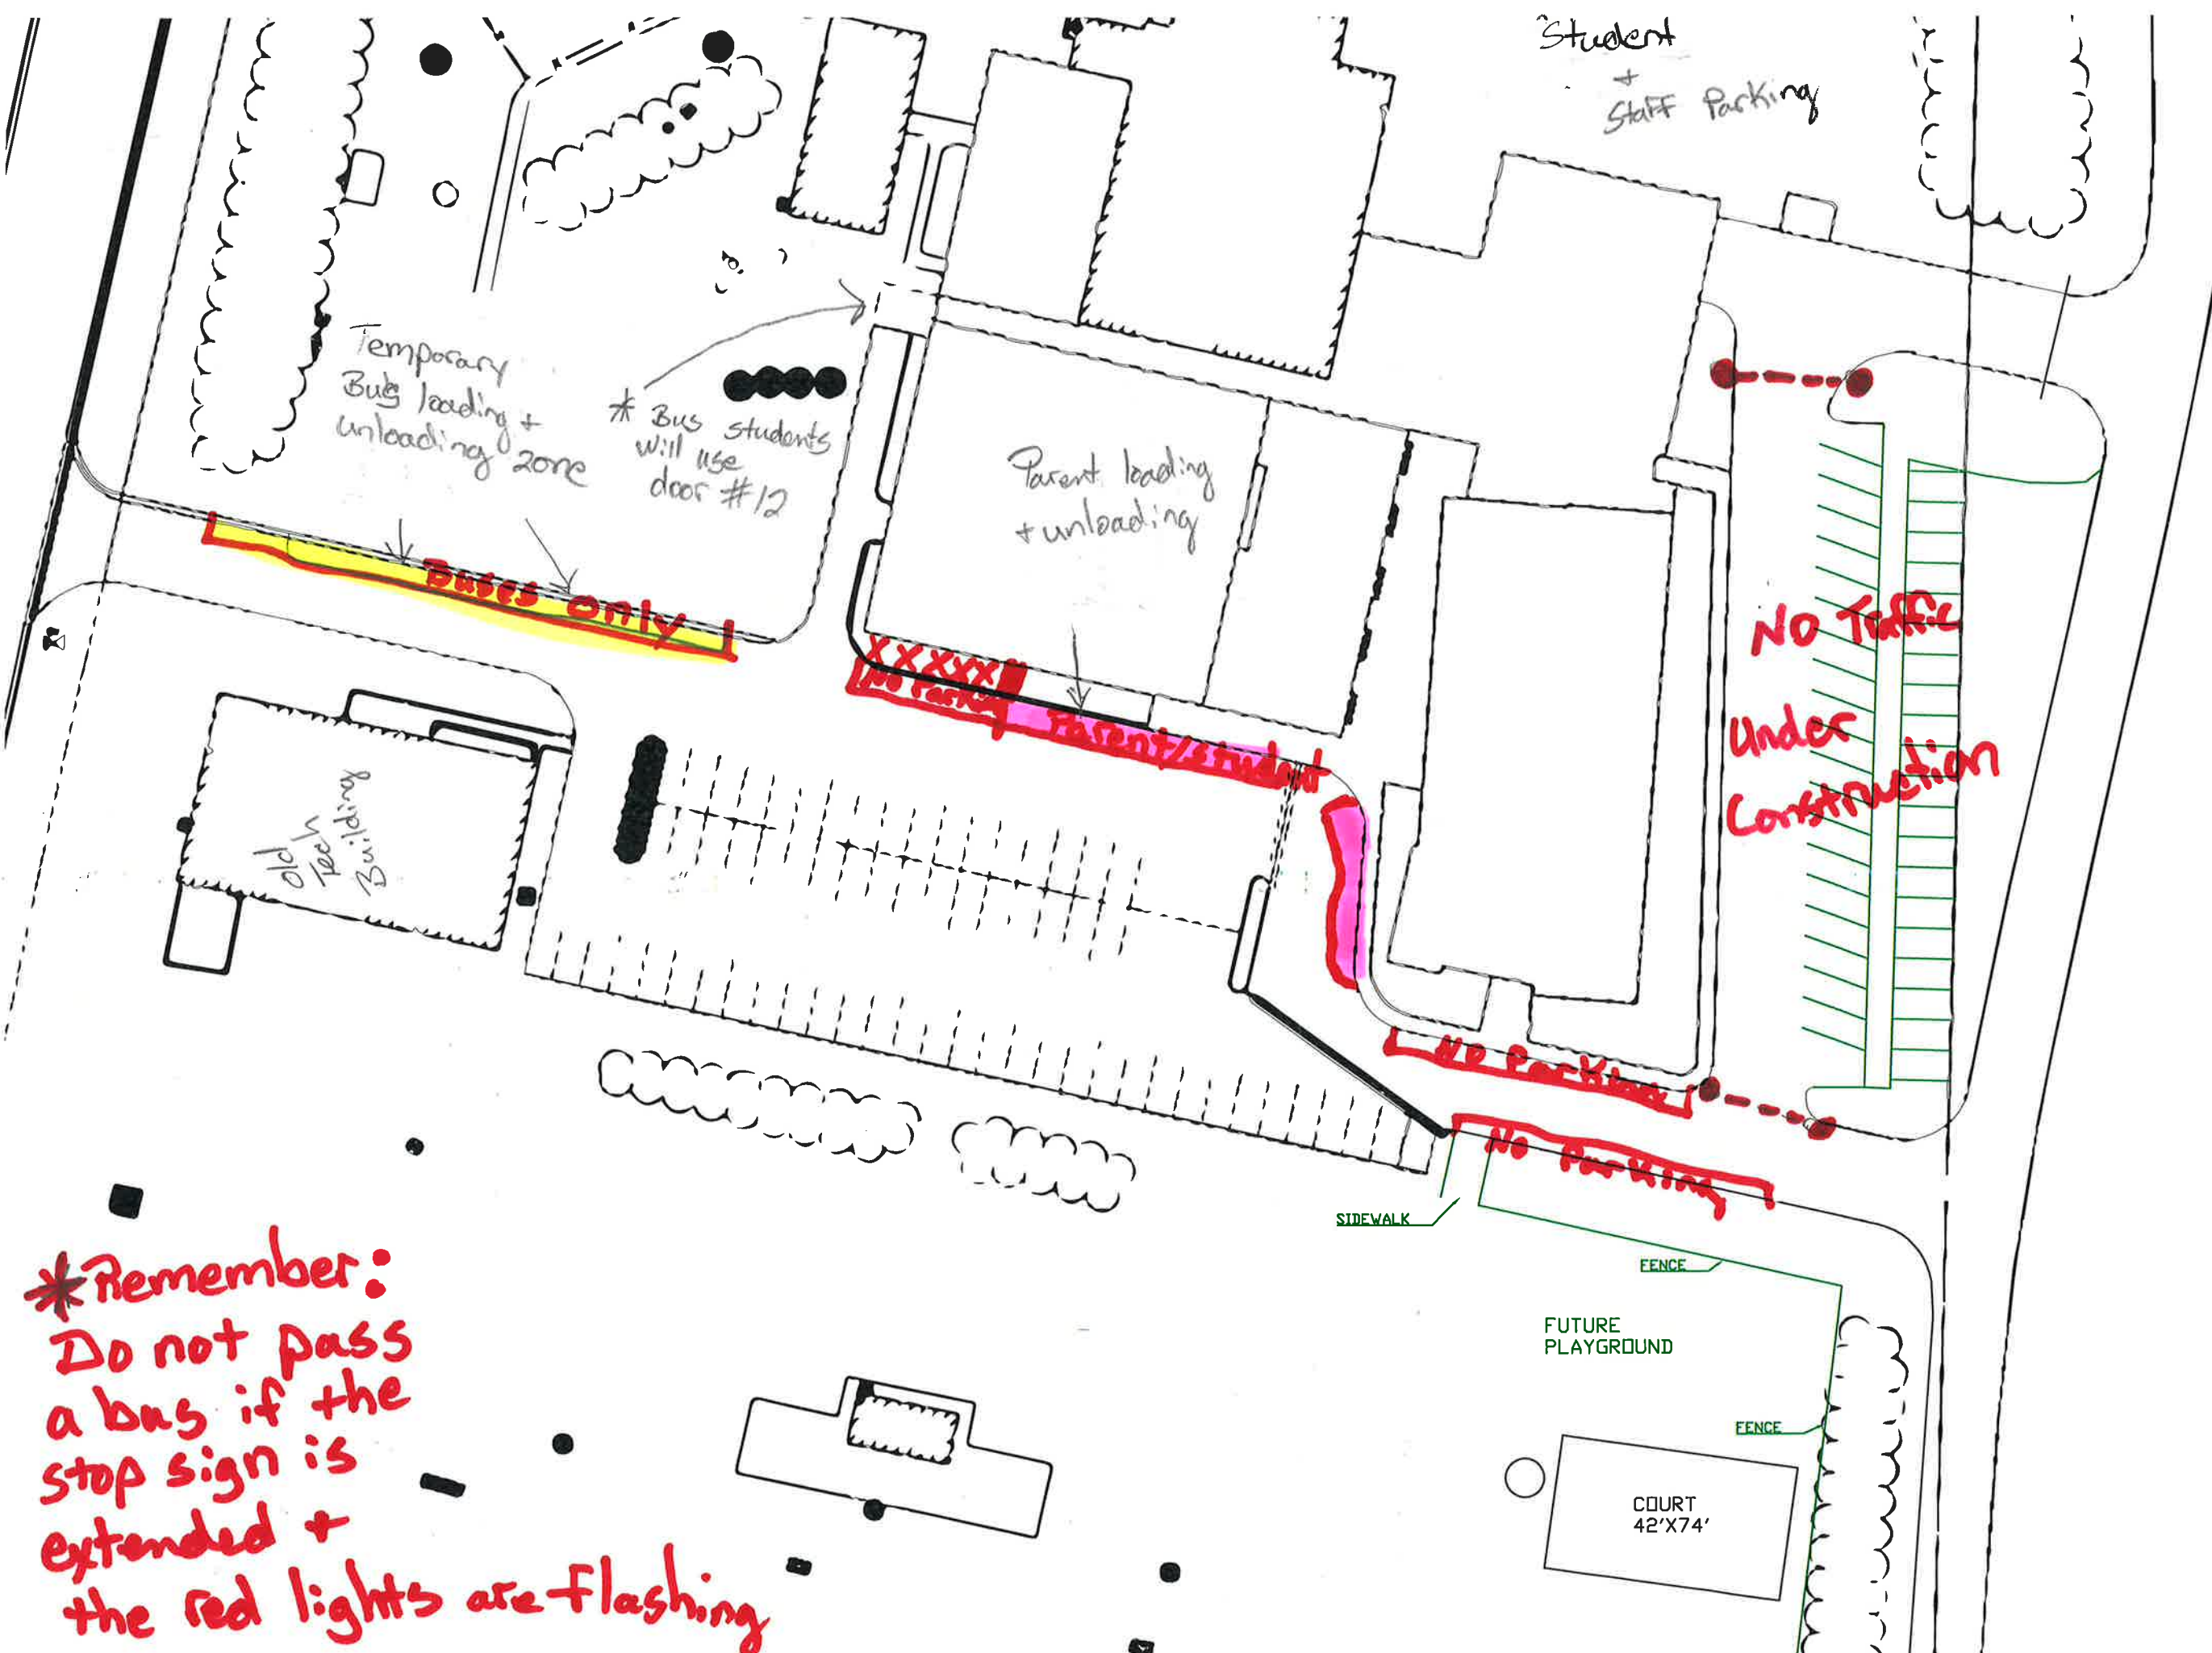 Student
+
Staff Parking
Temporary
Bus loading +
unloading zone
* Bus students
will use
door #12
Parent loading
+ unloading
Buses only
XXXXX
No Parking
Parent/student
No Traffic
Under
Construction
Old
Tech
Building
No Parking
No Parking
SIDEWALK
FENCE
FUTURE
PLAYGROUND
FENCE
COURT
42'X74'
*Remember:
Do not pass
a bus if the
stop sign is
extended +
the red lights are flashing